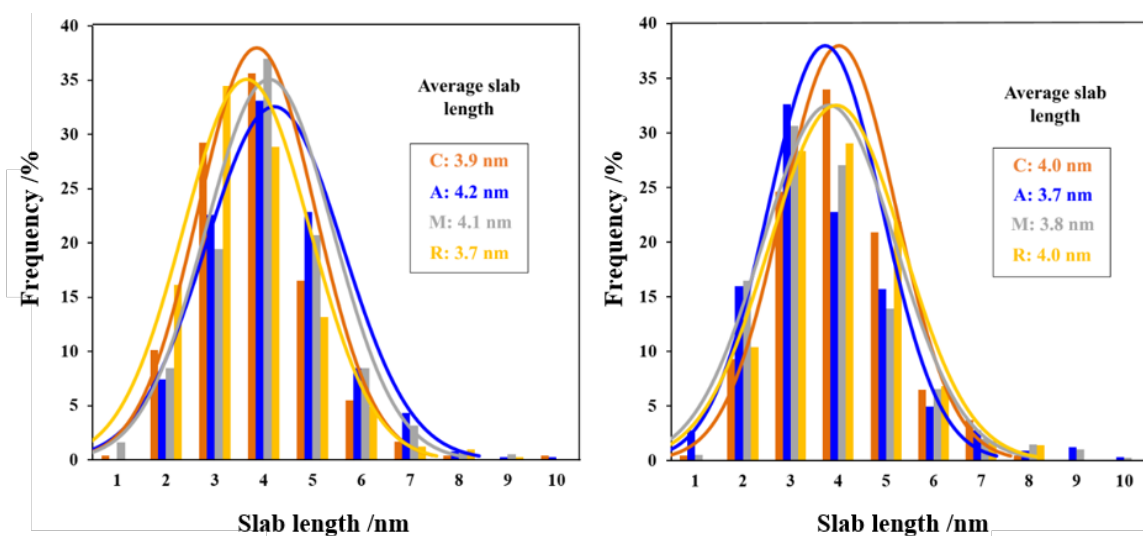 40
35
30
25
20
15
10
5
0
Frequency /%
Average slab
length
C: 3.9 nm
A: 4.2 nm
M: 4.1 nm
R: 3.7 nm
1 2 3 4 5 6 7 8 9 10
Slab length /nm
40
35
30
25
20
15
10
5
0
Frequency /%
Average slab
length
C: 4.0 nm
A: 3.7 nm
M: 3.8 nm
R: 4.0 nm
1 2 3 4 5 6 7 8 9 10
Slab length /nm